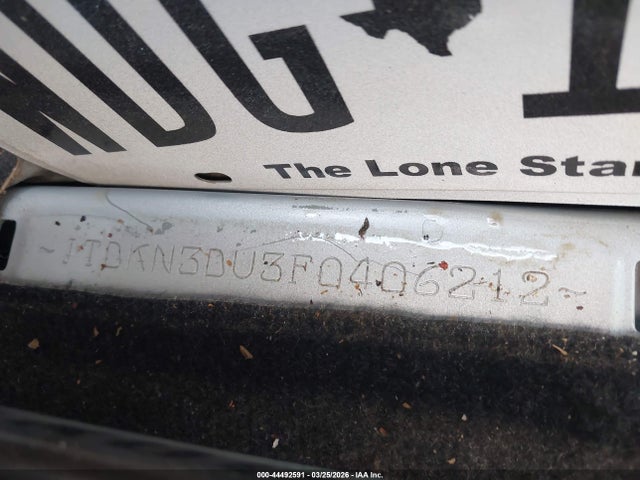 The Lone Star
~JTDKN3DU3F0406212~
000-44492591 - 03/25/2026 - IAA Inc.